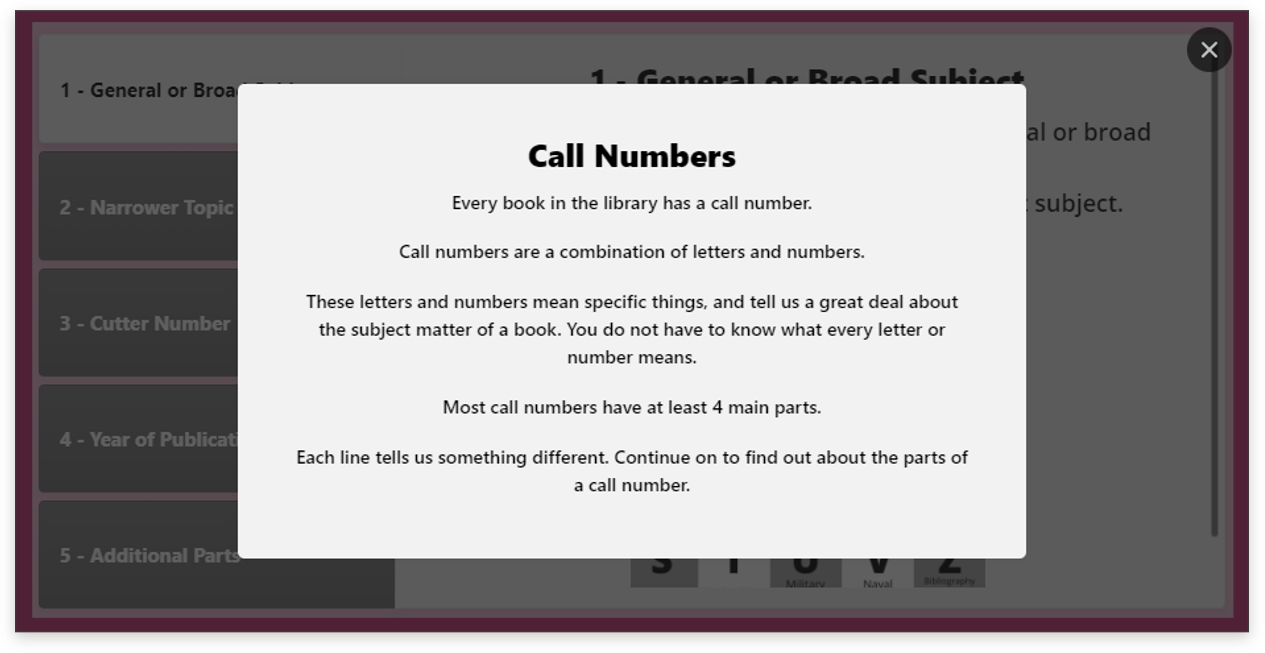 1 - General or Broad Subject
1 - General or Broad
al or broad
2 - Narrower Topic
subject.
3 - Cutter Number
4 - Year of Publicati
5 - Additional Parts
Call Numbers
Every book in the library has a call number.
Call numbers are a combination of letters and numbers.
These letters and numbers mean specific things, and tell us a great deal about
the subject matter of a book. You do not have to know what every letter or
number means.
Most call numbers have at least 4 main parts.
Each line tells us something different. Continue on to find out about the parts of
a call number.
S T U V Z
Military Naval Bibliography